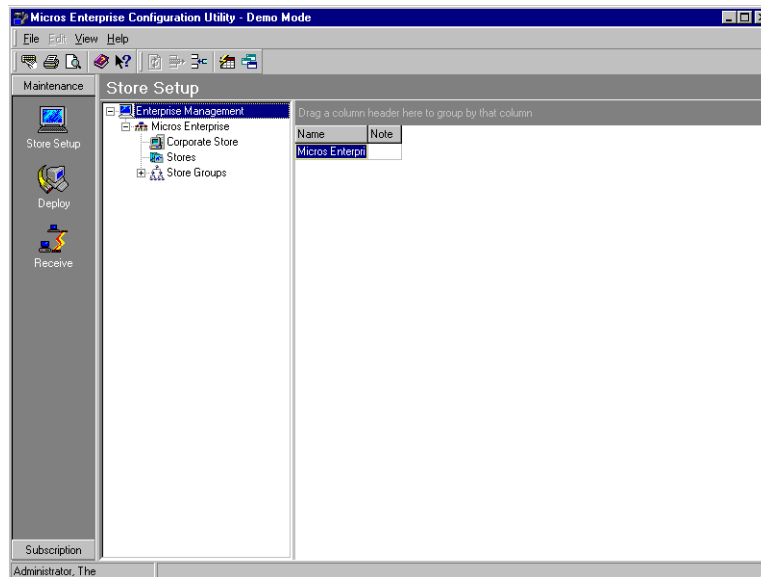 Micros Enterprise Configuration Utility - Demo Mode
File Edit View Help
Maintenance
Store Setup
Store Setup
Deploy
Receive
Subscription
Enterprise Management
Micros Enterprise
Corporate Store
Stores
Store Groups
Drag a column header here to group by that column
Name Note
Micros Enterpri
Administrator, The